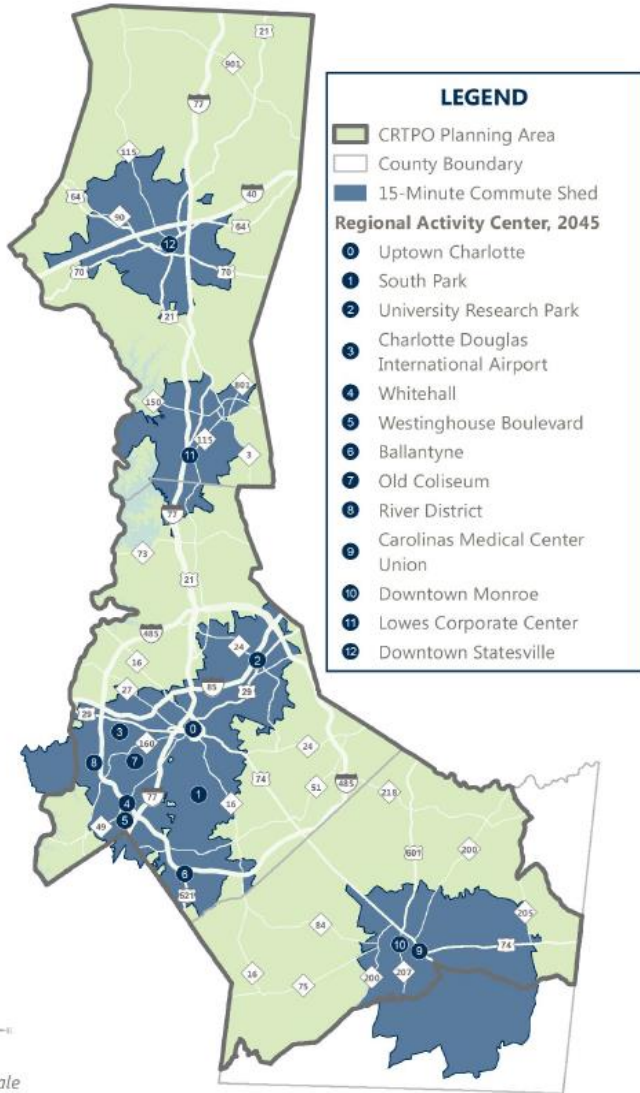 21
901
77
115
40
64
90
64
12
70
70
21
801
150
115
11
3
77
73
21
485
24
16
2
27
85
29
29
0
3
160
24
7
8
74
51
485
218
1
77
4
16
5
49
601
200
6
521
205
84
10
9
74
16
75
200
207
LEGEND
CRTPO Planning Area
County Boundary
15-Minute Commute Shed
Regional Activity Center, 2045
0 Uptown Charlotte
1 South Park
2 University Research Park
3 Charlotte Douglas
International Airport
4 Whitehall
5 Westinghouse Boulevard
6 Ballantyne
7 Old Coliseum
8 River District
9 Carolinas Medical Center
Union
10 Downtown Monroe
11 Lowes Corporate Center
12 Downtown Statesville